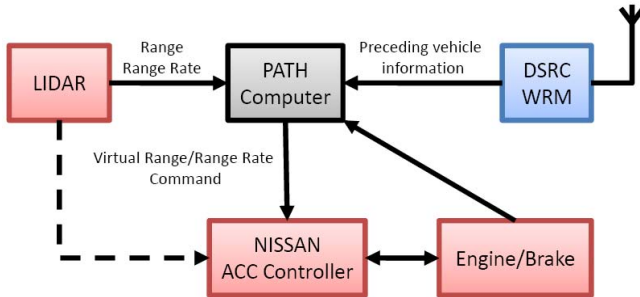 Range
Range Rate
Preceding vehicle
information
LIDAR
PATH
Computer
DSRC
WRM
Virtual Range/Range Rate
Command
NISSAN
ACC Controller
Engine/Brake